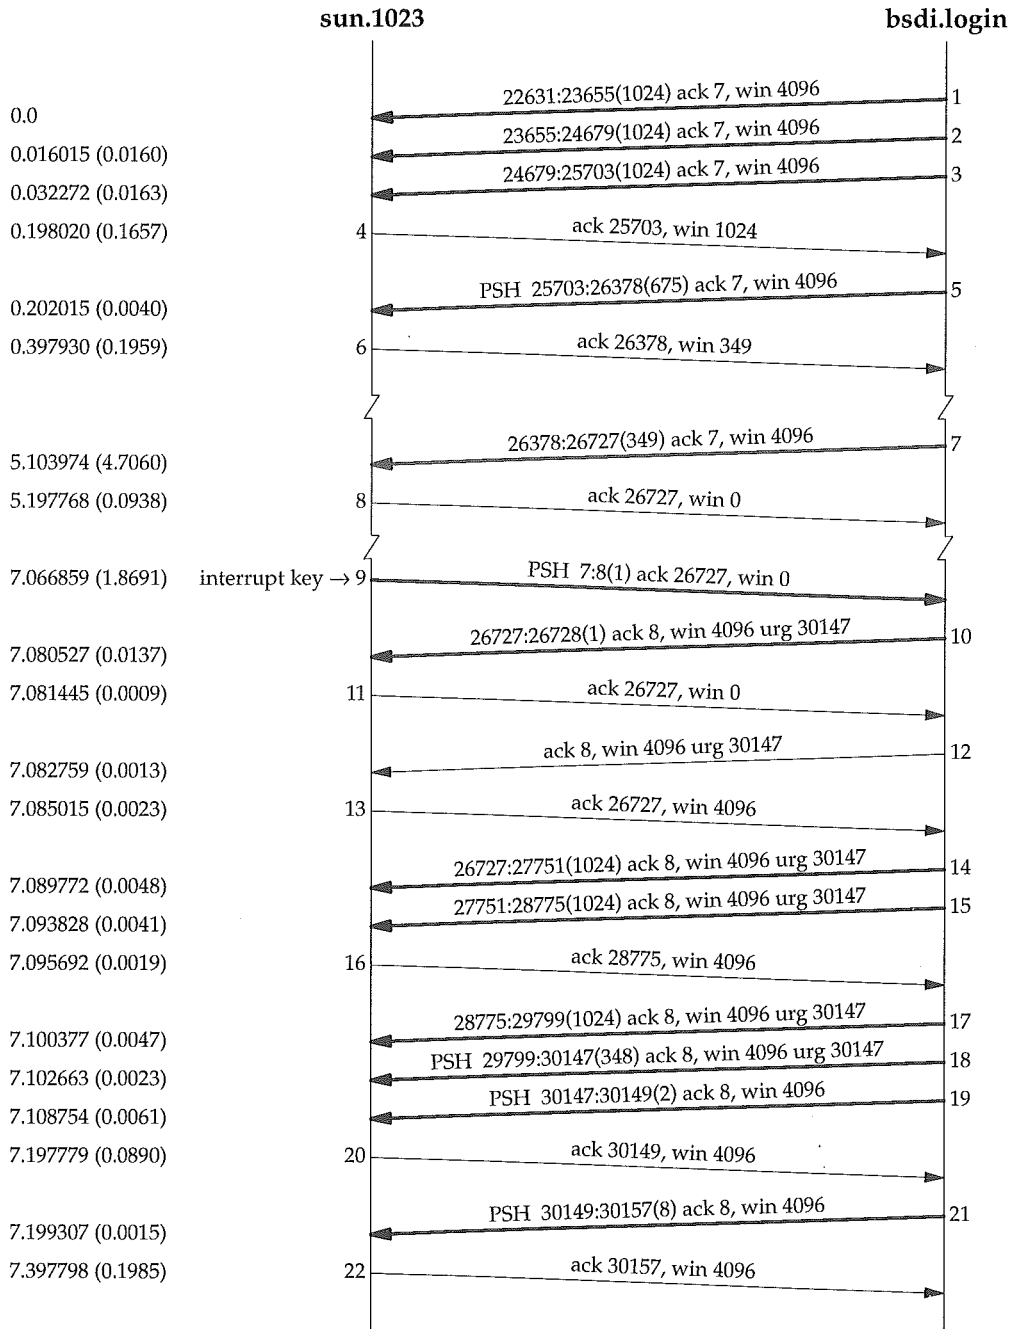 sun.1023 bsdi.login
22631:23655(1024) ack 7, win 4096 1
0.0
23655:24679(1024) ack 7, win 4096 2
0.016015 (0.0160)
24679:25703(1024) ack 7, win 4096 3
0.032272 (0.0163)
0.198020 (0.1657) 4 ack 25703, win 1024
PSH 25703:26378(675) ack 7, win 4096 5
0.202015 (0.0040)
0.397930 (0.1959) 6 ack 26378, win 349
26378:26727(349) ack 7, win 4096 7
5.103974 (4.7060)
5.197768 (0.0938) 8 ack 26727, win 0
7.066859 (1.8691) interrupt key → 9 PSH 7:8(1) ack 26727, win 0
26727:26728(1) ack 8, win 4096 urg 30147 10
7.080527 (0.0137)
7.081445 (0.0009) 11 ack 26727, win 0
ack 8, win 4096 urg 30147 12
7.082759 (0.0013)
7.085015 (0.0023) 13 ack 26727, win 4096
26727:27751(1024) ack 8, win 4096 urg 30147 14
7.089772 (0.0048)
27751:28775(1024) ack 8, win 4096 urg 30147 15
7.093828 (0.0041)
7.095692 (0.0019) 16 ack 28775, win 4096
28775:29799(1024) ack 8, win 4096 urg 30147 17
7.100377 (0.0047)
PSH 29799:30147(348) ack 8, win 4096 urg 30147 18
7.102663 (0.0023)
PSH 30147:30149(2) ack 8, win 4096 19
7.108754 (0.0061)
7.197779 (0.0890) 20 ack 30149, win 4096
PSH 30149:30157(8) ack 8, win 4096 21
7.199307 (0.0015)
7.397798 (0.1985) 22 ack 30157, win 4096